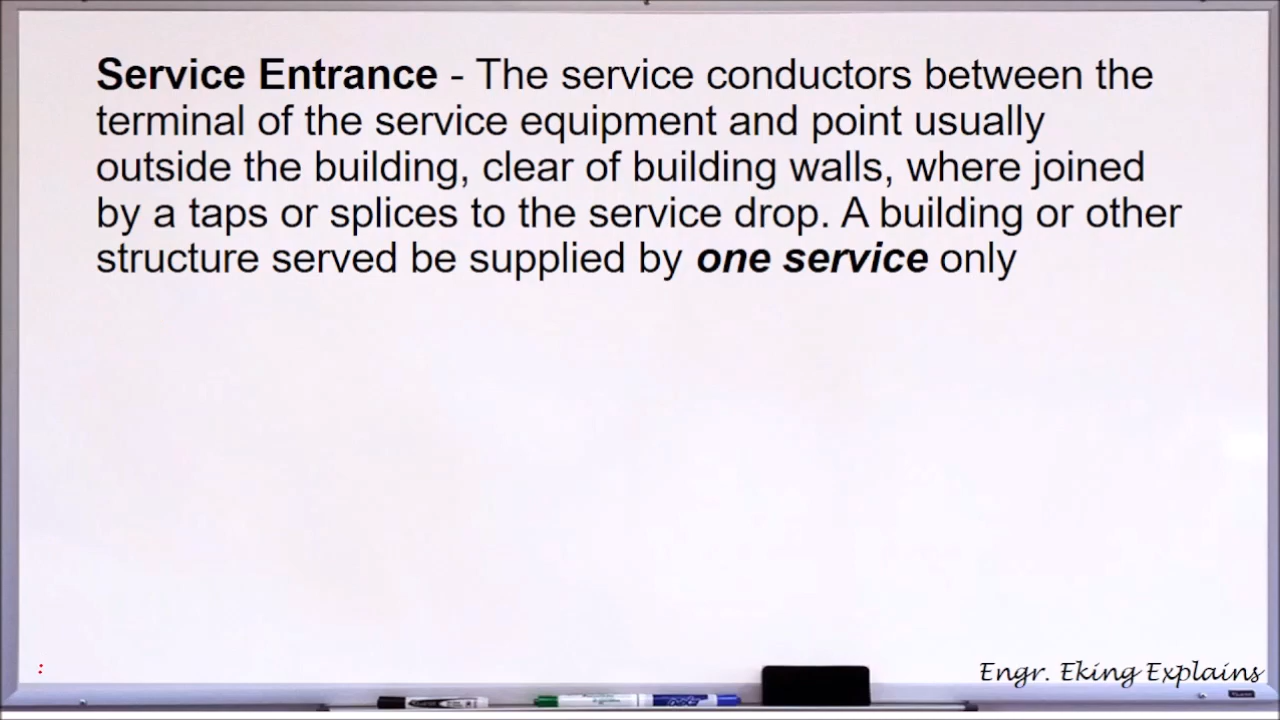 Service Entrance - The service conductors between the
terminal of the service equipment and point usually
outside the building, clear of building walls, where joined
by a taps or splices to the service drop. A building or other
structure served be supplied by one service only
:
Engr. Eking Explains